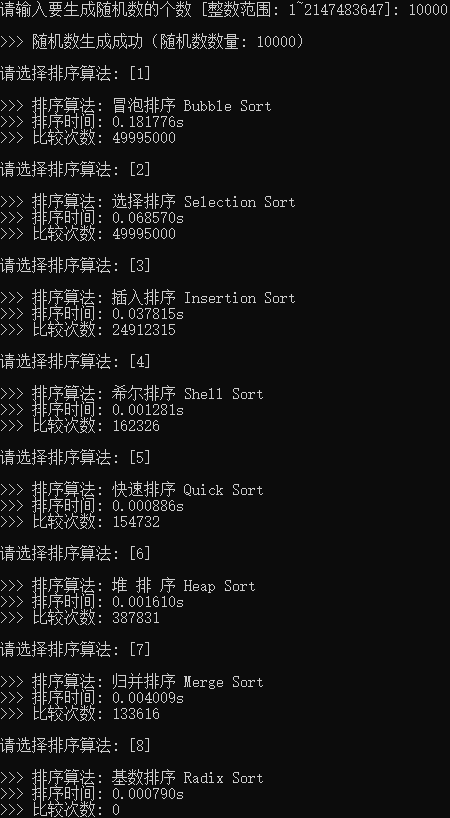 请输入要生成随机数的个数 [整数范围: 1~2147483647]: 10000
>>> 随机数生成成功 (随机数数量: 10000)
请选择排序算法: [1]
>>> 排序算法: 冒泡排序 Bubble Sort
>>> 排序时间: 0.181776s
>>> 比较次数: 49995000
请选择排序算法: [2]
>>> 排序算法: 选择排序 Selection Sort
>>> 排序时间: 0.068570s
>>> 比较次数: 49995000
请选择排序算法: [3]
>>> 排序算法: 插入排序 Insertion Sort
>>> 排序时间: 0.037815s
>>> 比较次数: 24912315
请选择排序算法: [4]
>>> 排序算法: 希尔排序 Shell Sort
>>> 排序时间: 0.001281s
>>> 比较次数: 162326
请选择排序算法: [5]
>>> 排序算法: 快速排序 Quick Sort
>>> 排序时间: 0.000886s
>>> 比较次数: 154732
请选择排序算法: [6]
>>> 排序算法: 堆 排 序 Heap Sort
>>> 排序时间: 0.001610s
>>> 比较次数: 387831
请选择排序算法: [7]
>>> 排序算法: 归并排序 Merge Sort
>>> 排序时间: 0.004009s
>>> 比较次数: 133616
请选择排序算法: [8]
>>> 排序算法: 基数排序 Radix Sort
>>> 排序时间: 0.000790s
>>> 比较次数: 0